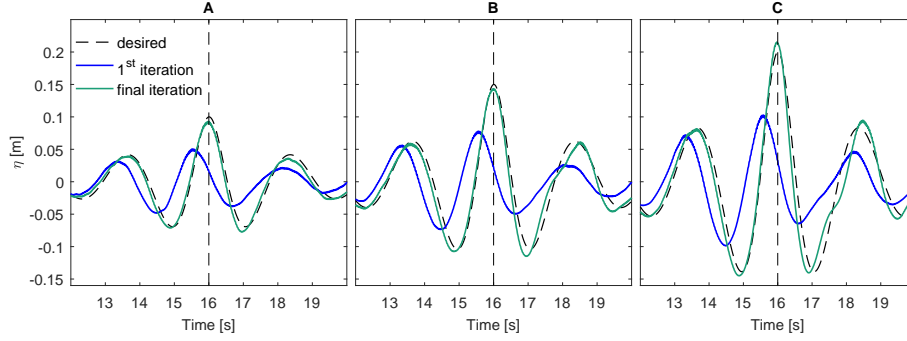 A B C
desired
1st iteration
final iteration
η [m]
0.2
0.15
0.1
0.05
0
-0.05
-0.1
-0.15
12 13 14 15 16 17 18 19
13 14 15 16 17 18 19
13 14 15 16 17 18 19
Time [s] Time [s] Time [s]